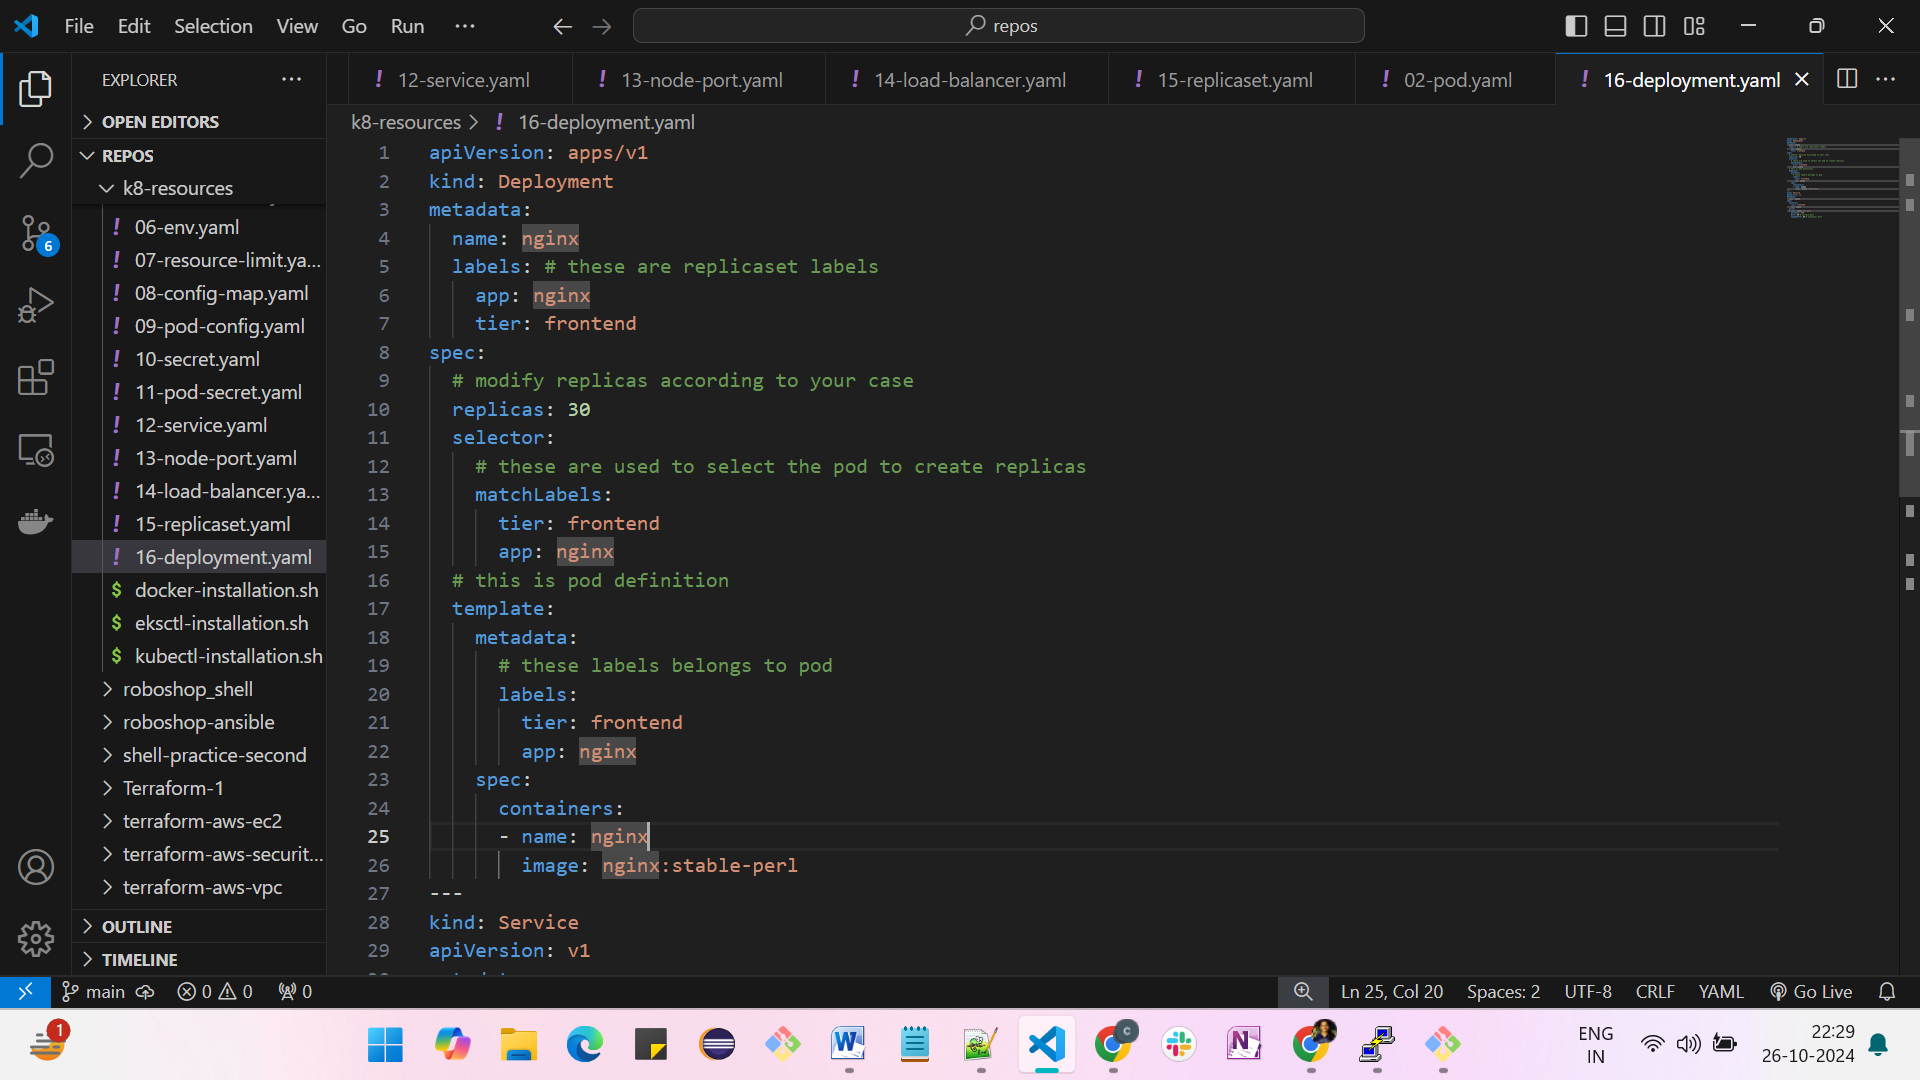 File Edit Selection View Go Run ···
repos
EXPLORER ···
OPEN EDITORS
REPOS
k8-resources
06-env.yaml
07-resource-limit.ya...
08-config-map.yaml
09-pod-config.yaml
10-secret.yaml
11-pod-secret.yaml
12-service.yaml
13-node-port.yaml
14-load-balancer.ya...
15-replicaset.yaml
16-deployment.yaml
docker-installation.sh
eksctl-installation.sh
kubectl-installation.sh
roboshop_shell
roboshop-ansible
shell-practice-second
Terraform-1
terraform-aws-ec2
terraform-aws-securit...
terraform-aws-vpc
OUTLINE
TIMELINE
6
! 12-service.yaml ! 13-node-port.yaml ! 14-load-balancer.yaml ! 15-replicaset.yaml ! 02-pod.yaml ! 16-deployment.yaml
k8-resources > ! 16-deployment.yaml
1 apiVersion: apps/v1
2 kind: Deployment
3 metadata:
4 name: nginx
5 labels: # these are replicaset labels
6 app: nginx
7 tier: frontend
8 spec:
9 # modify replicas according to your case
10 replicas: 30
11 selector:
12 # these are used to select the pod to create replicas
13 matchLabels:
14 tier: frontend
15 app: nginx
16 # this is pod definition
17 template:
18 metadata:
19 # these labels belongs to pod
20 labels:
21 tier: frontend
22 app: nginx
23 spec:
24 containers:
25 - name: nginx
26 image: nginx:stable-perl
27 ---
28 kind: Service
29 apiVersion: v1
main 0 0 0 Ln 25, Col 20 Spaces: 2 UTF-8 CRLF YAML Go Live
1
ENG
IN
22:29
26-10-2024